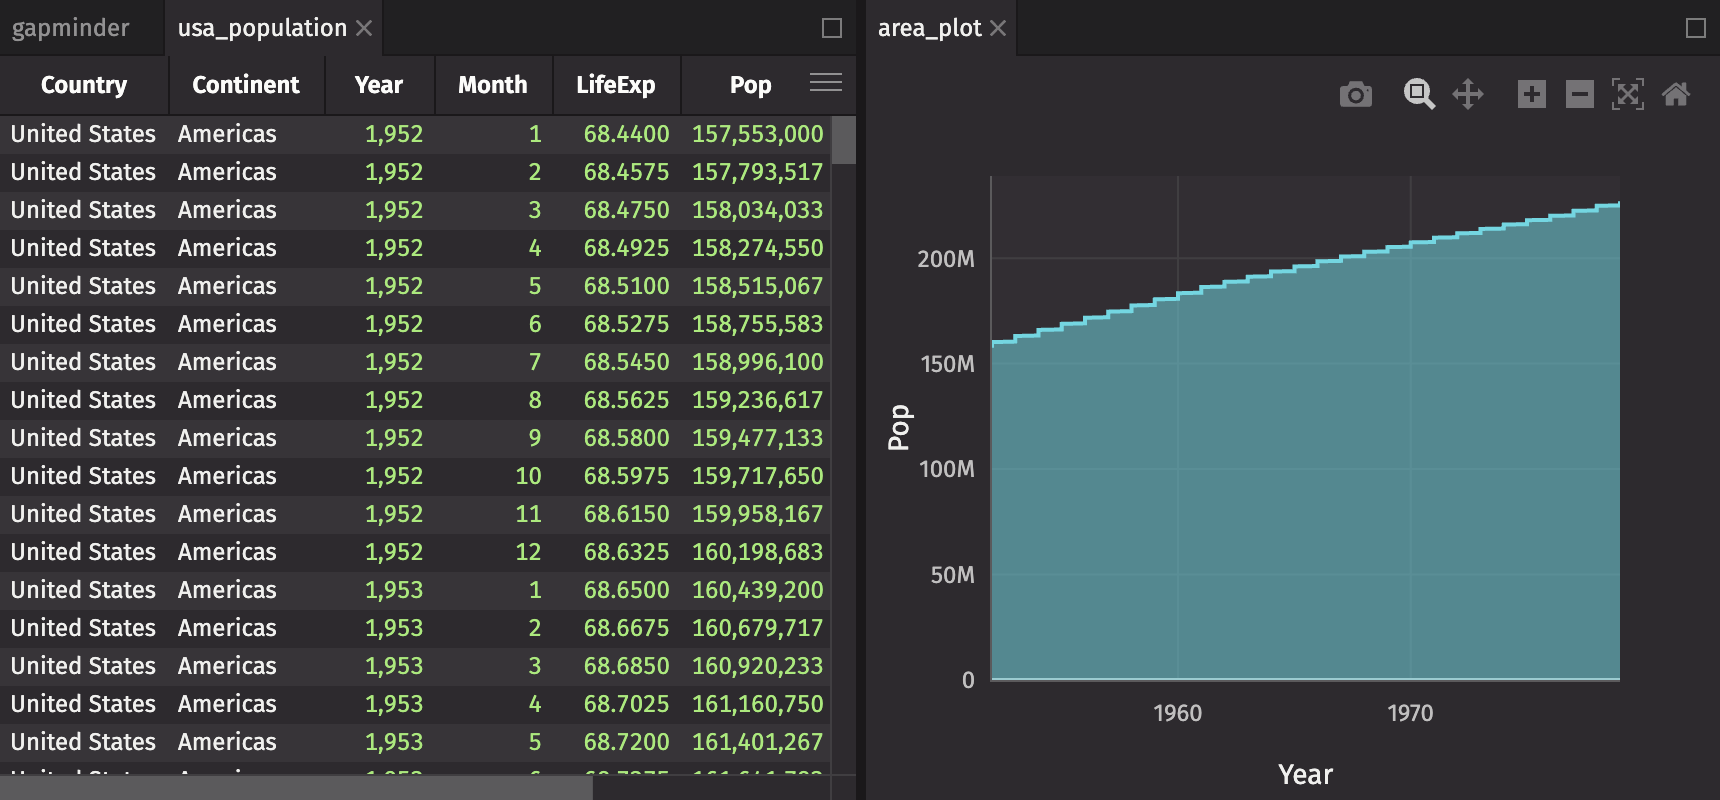 gapminder usa_population
Country Continent Year Month LifeExp Pop
United States Americas 1,952 1 68.4400 157,553,000
United States Americas 1,952 2 68.4575 157,793,517
United States Americas 1,952 3 68.4750 158,034,033
United States Americas 1,952 4 68.4925 158,274,550
United States Americas 1,952 5 68.5100 158,515,067
United States Americas 1,952 6 68.5275 158,755,583
United States Americas 1,952 7 68.5450 158,996,100
United States Americas 1,952 8 68.5625 159,236,617
United States Americas 1,952 9 68.5800 159,477,133
United States Americas 1,952 10 68.5975 159,717,650
United States Americas 1,952 11 68.6150 159,958,167
United States Americas 1,952 12 68.6325 160,198,683
United States Americas 1,953 1 68.6500 160,439,200
United States Americas 1,953 2 68.6675 160,679,717
United States Americas 1,953 3 68.6850 160,920,233
United States Americas 1,953 4 68.7025 161,160,750
United States Americas 1,953 5 68.7200 161,401,267
area_plot
200M
150M
100M
50M
0
Pop
1960 1970
Year